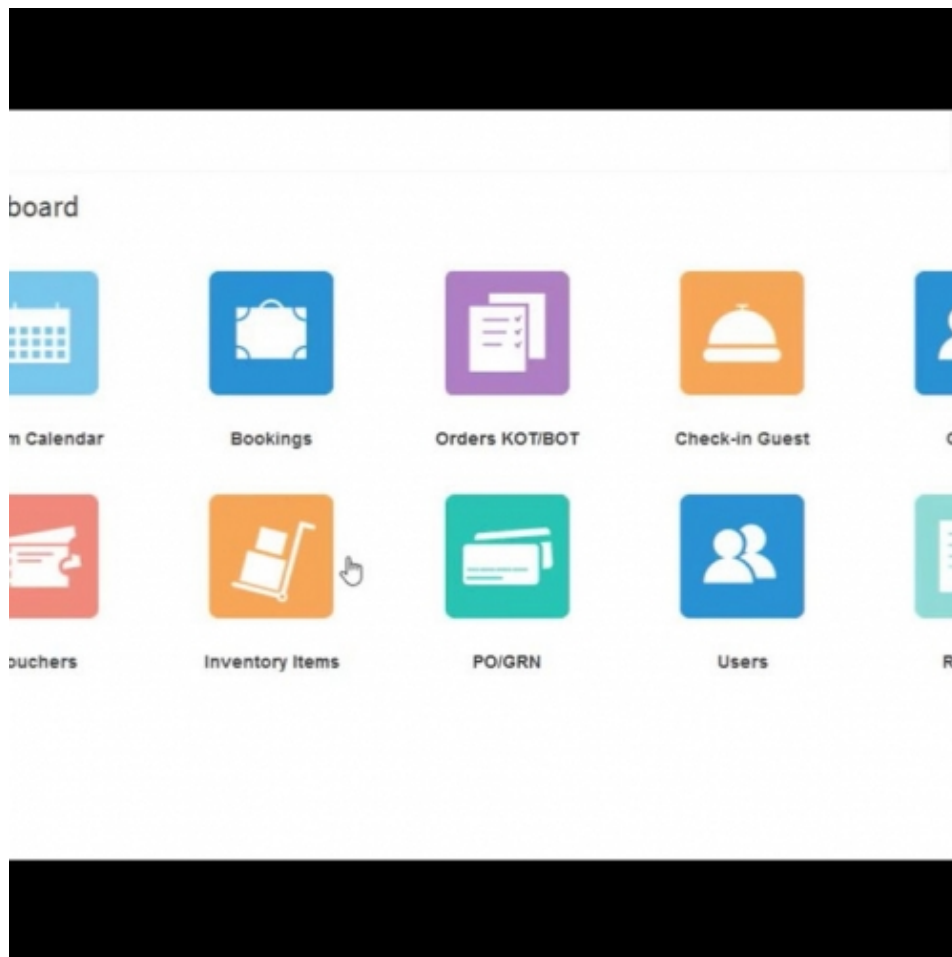 board
m Calendar
Bookings
Orders KOT/BOT
Check-in Guest
ouchers
Inventory Items
PO/GRN
Users
R